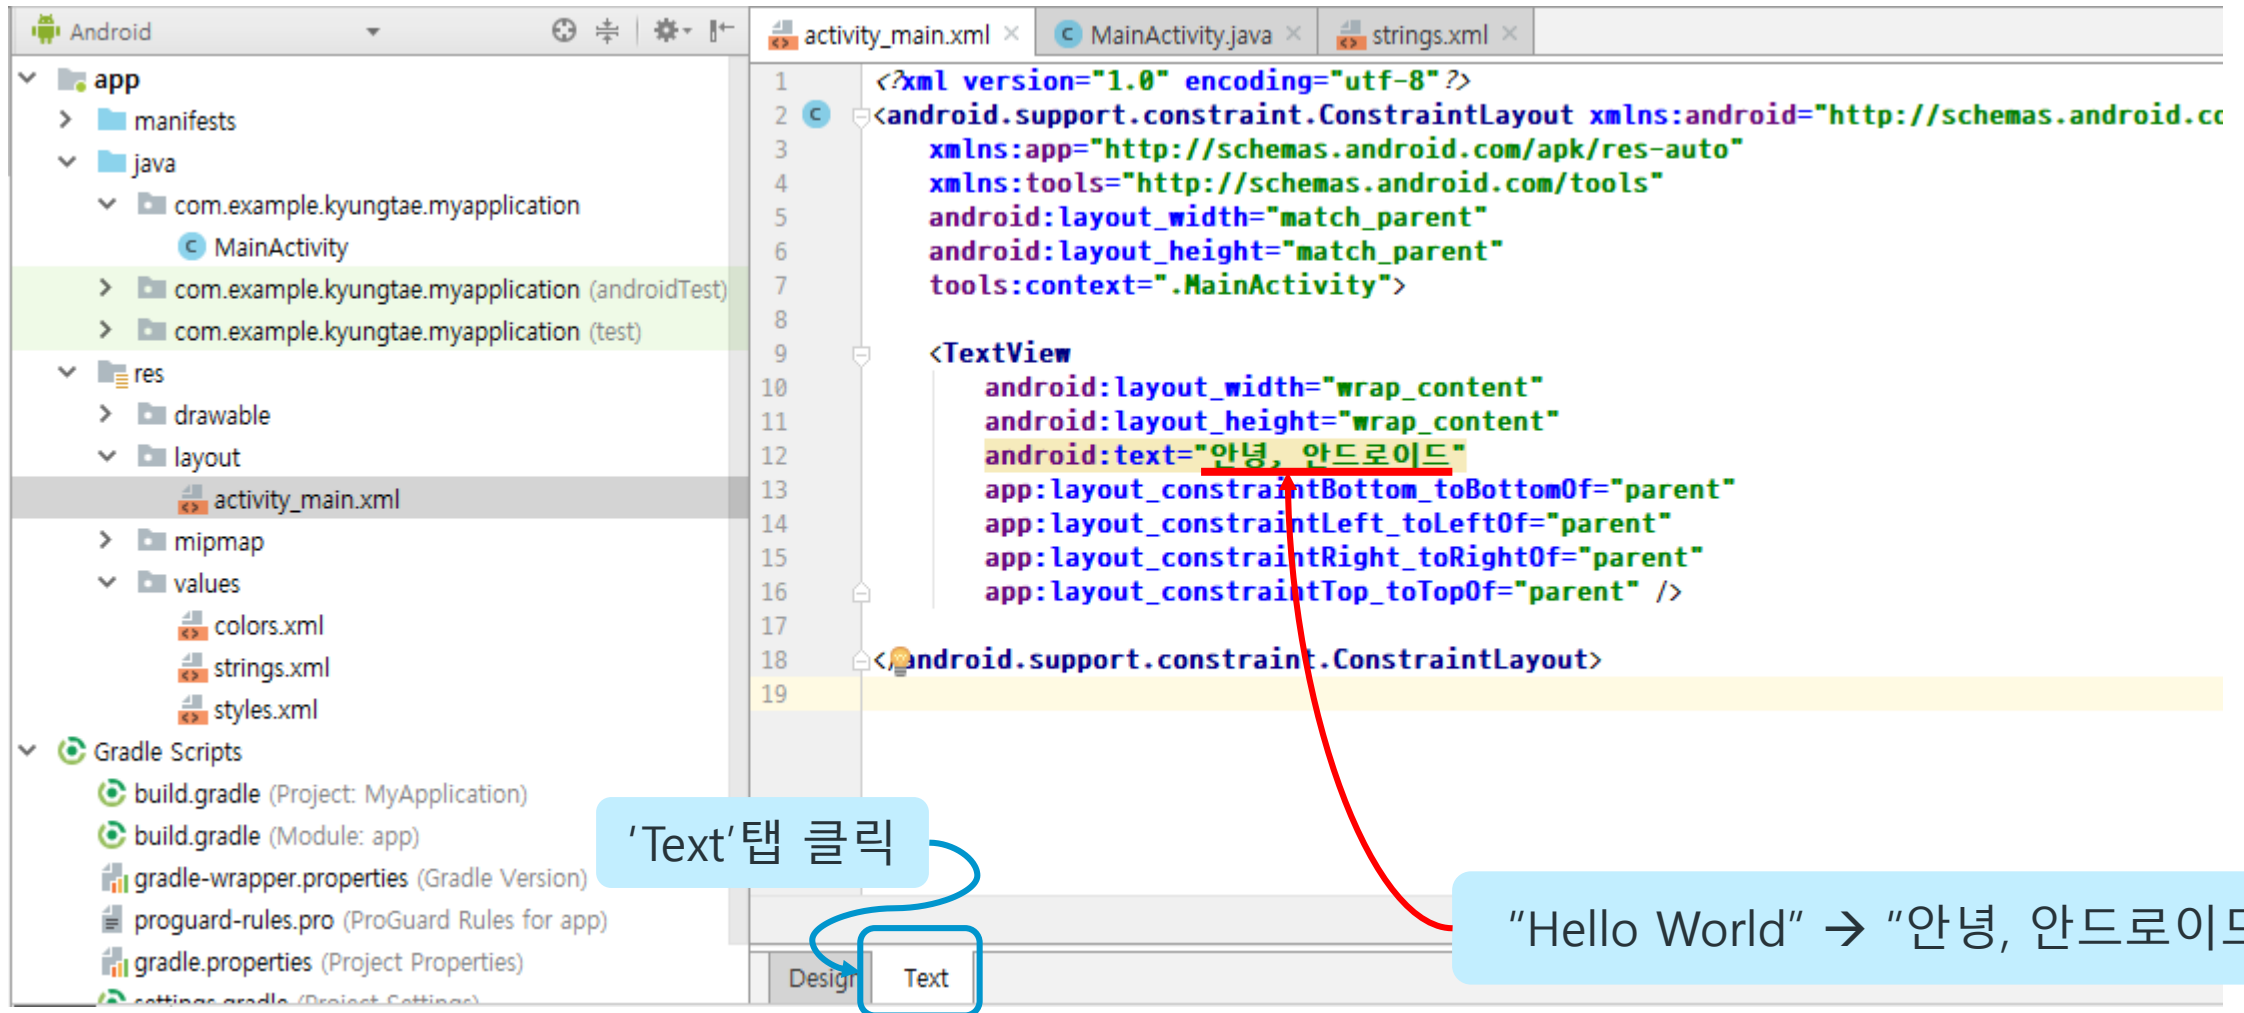 Android
app
manifests
java
com.example.kyungtae.myapplication
MainActivity
com.example.kyungtae.myapplication (androidTest)
com.example.kyungtae.myapplication (test)
res
drawable
layout
activity_main.xml
mipmap
values
colors.xml
strings.xml
styles.xml
Gradle Scripts
build.gradle (Project: MyApplication)
build.gradle (Module: app)
gradle-wrapper.properties (Gradle Version)
proguard-rules.pro (ProGuard Rules for app)
gradle.properties (Project Properties)
settings.gradle (Project Settings)
activity_main.xml MainActivity.java strings.xml
1 <?xml version="1.0" encoding="utf-8"?>
2 <android.support.constraint.ConstraintLayout xmlns:android="http://schemas.android.co
3 xmlns:app="http://schemas.android.com/apk/res-auto"
4 xmlns:tools="http://schemas.android.com/tools"
5 android:layout_width="match_parent"
6 android:layout_height="match_parent"
7 tools:context=".MainActivity">
8
9 <TextView
10 android:layout_width="wrap_content"
11 android:layout_height="wrap_content"
12 android:text="안녕, 안드로이드"
13 app:layout_constraintBottom_toBottomOf="parent"
14 app:layout_constraintLeft_toLeftOf="parent"
15 app:layout_constraintRight_toRightOf="parent"
16 app:layout_constraintTop_toTopOf="parent" />
17
18 </android.support.constraint.ConstraintLayout>
19
'Text'탭 클릭
"Hello World" → "안녕, 안드로이드
Design Text